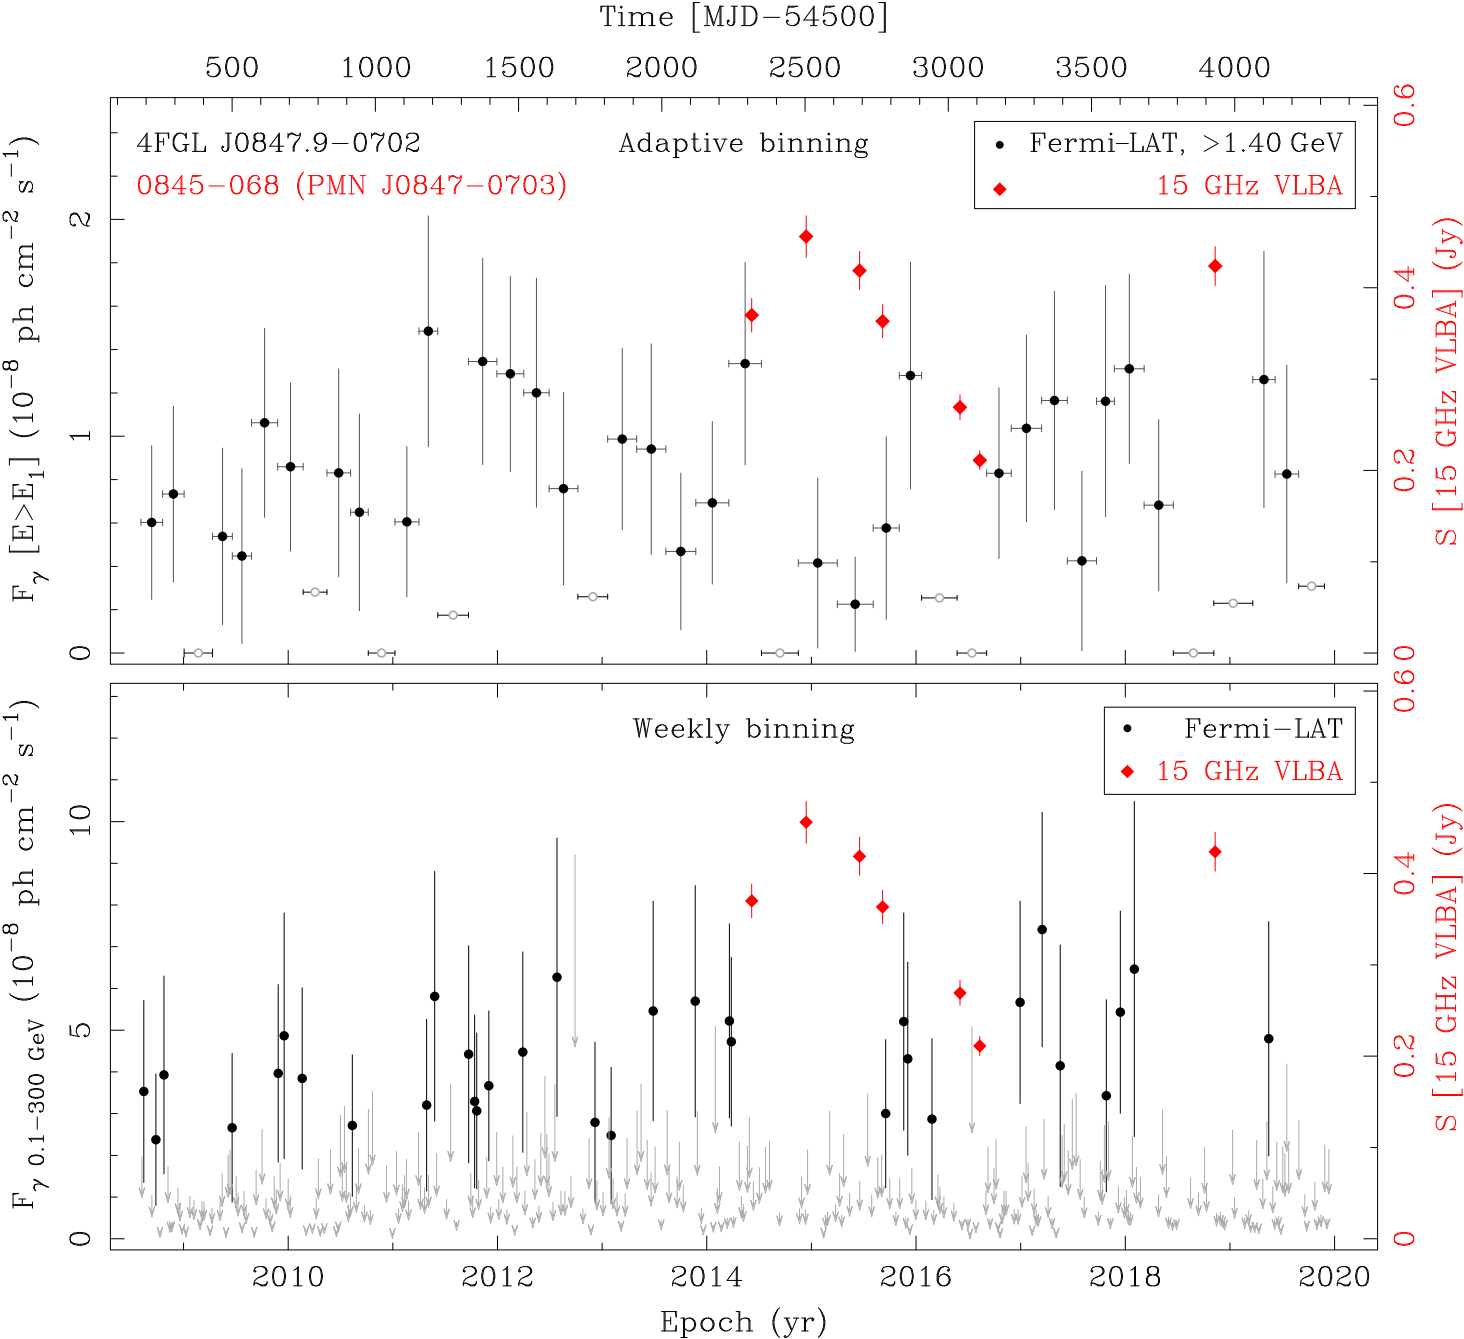 Time [MJD−54500]
500 1000 1500 2000 2500 3000 3500 4000
4FGL J0847.9−0702
0845−068 (PMN J0847−0703)
Adaptive binning
Fermi−LAT, >1.40 GeV
15 GHz VLBA
F_γ [E>E_1] (10^−8 ph cm^−2 s^−1)
2
1
0
S [15 GHz VLBA] (Jy)
0.6
0.4
0.2
0
Weekly binning
Fermi−LAT
15 GHz VLBA
F_γ 0.1−300 GeV (10^−8 ph cm^−2 s^−1)
10
5
0
S [15 GHz VLBA] (Jy)
0.6
0.4
0.2
0
2010 2012 2014 2016 2018 2020
Epoch (yr)